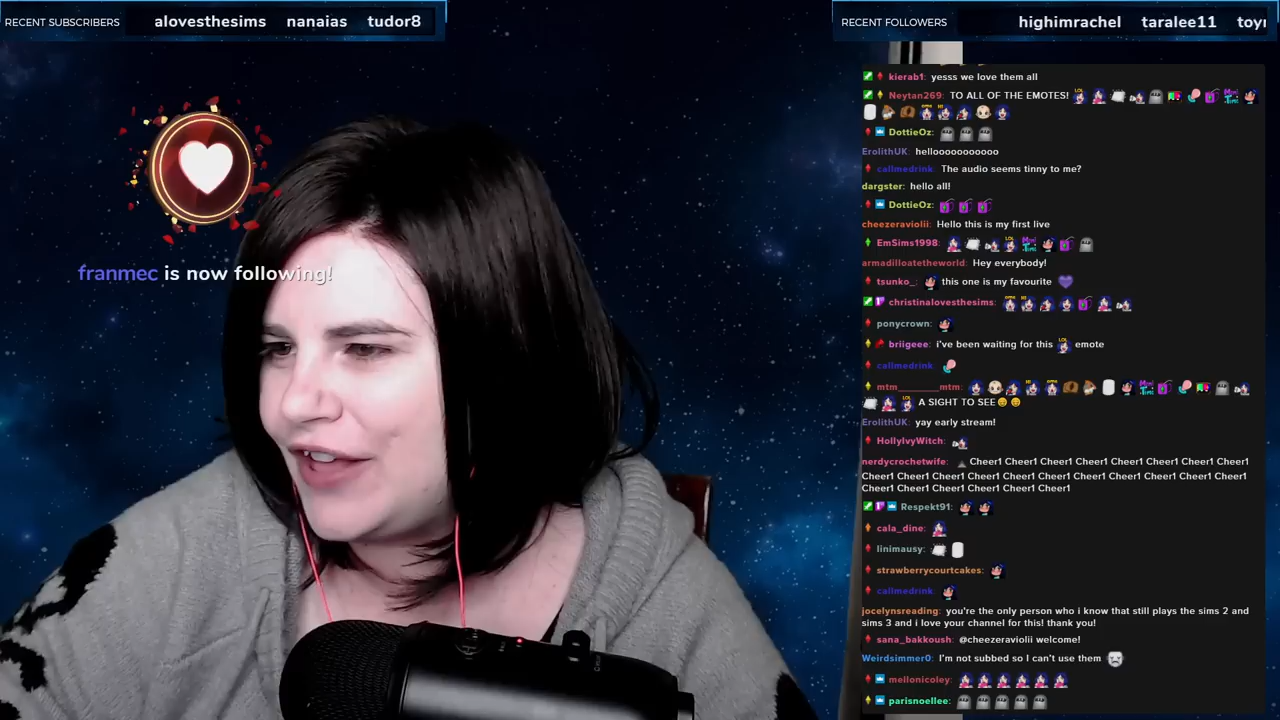 RECENT SUBSCRIBERS alovesthesims nanaias tudor8
RECENT FOLLOWERS highimrachel taralee11 toyr
franmec is now following!
kierab1: yesss we love them all
Neytan269: TO ALL OF THE EMOTES!
DottieOz:
ErolithUK: helloooooooooo
callmedrink: The audio seems tinny to me?
dargster: hello all!
DottieOz:
cheezeraviolii: Hello this is my first live
EmSims1998:
armadilloatetheworld: Hey everybody!
tsunko_: this one is my favourite
christinalovesthesims:
ponycrown:
briigeee: i've been waiting for this emote
callmedrink:
mtm________mtm:
A SIGHT TO SEE
ErolithUK: yay early stream!
HollyIvyWitch:
nerdycrochetwife: Cheer1 Cheer1 Cheer1 Cheer1 Cheer1 Cheer1 Cheer1 Cheer1
Cheer1 Cheer1 Cheer1 Cheer1 Cheer1 Cheer1 Cheer1 Cheer1 Cheer1 Cheer1 Cheer1
Cheer1 Cheer1 Cheer1 Cheer1 Cheer1 Cheer1
Respekt91:
cala_dine:
linimausy:
strawberrycourtcakes:
callmedrink:
jocelynsreading: you're the only person who i know that still plays the sims 2 and
sims 3 and i love your channel for this! thank you!
sana_bakkoush: @cheezeraviolii welcome!
Weirdsimmer0: I'm not subbed so I can't use them
meilonicoley:
parisnoellee: